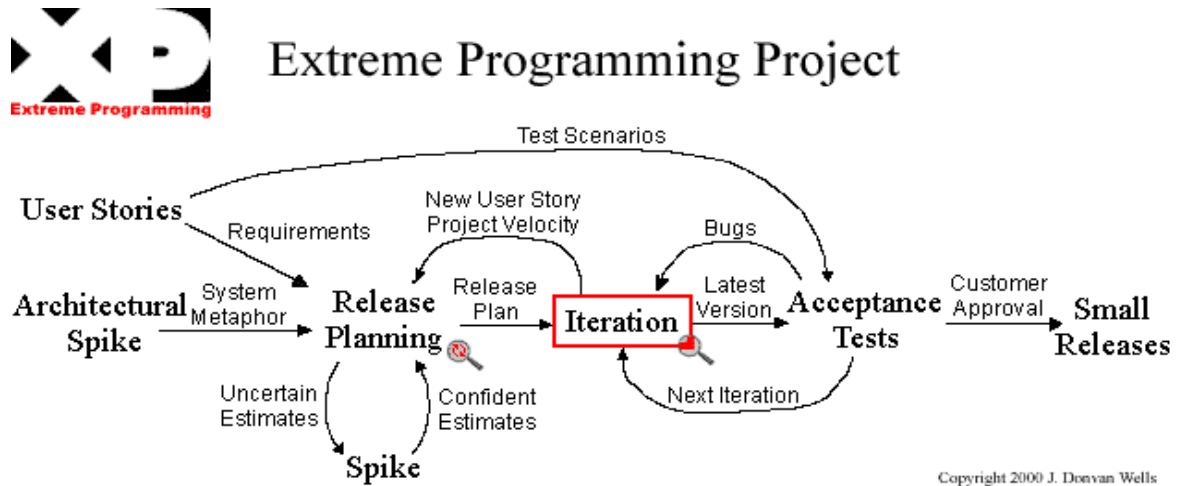 XP
Extreme Programming
Extreme Programming Project
Test Scenarios
User Stories
Requirements
New User Story
Project Velocity
Bugs
Architectural
Spike
System
Metaphor
Release
Planning
Release
Plan
Iteration
Latest
Version
Acceptance
Tests
Customer
Approval
Small
Releases
Uncertain
Estimates
Confident
Estimates
Next Iteration
Spike
Copyright 2000 J. Donvan Wells